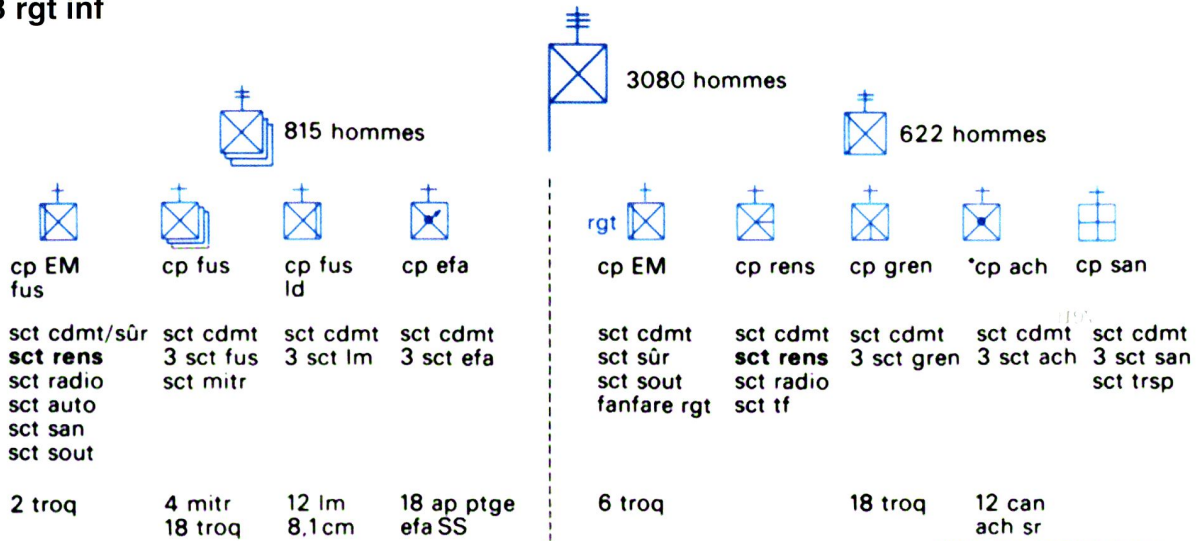 rgt inf
3080 hommes
815 hommes
622 hommes
rgt
cp EM
fus
cp fus
cp fus
ld
cp efa
cp EM
cp rens
cp gren
*cp ach
cp san
sct cdmt/sûr
sct rens
sct radio
sct auto
sct san
sct sout
sct cdmt
3 sct fus
sct mitr
sct cdmt
3 sct lm
sct cdmt
3 sct efa
sct cdmt
sct sûr
sct sout
fanfare rgt
sct cdmt
sct rens
sct radio
sct tf
sct cdmt
3 sct gren
sct cdmt
3 sct ach
sct cdmt
3 sct san
sct trsp
2 troq
4 mitr
18 troq
12 lm
8,1 cm
18 ap ptge
efa SS
6 troq
18 troq
12 can
ach sr